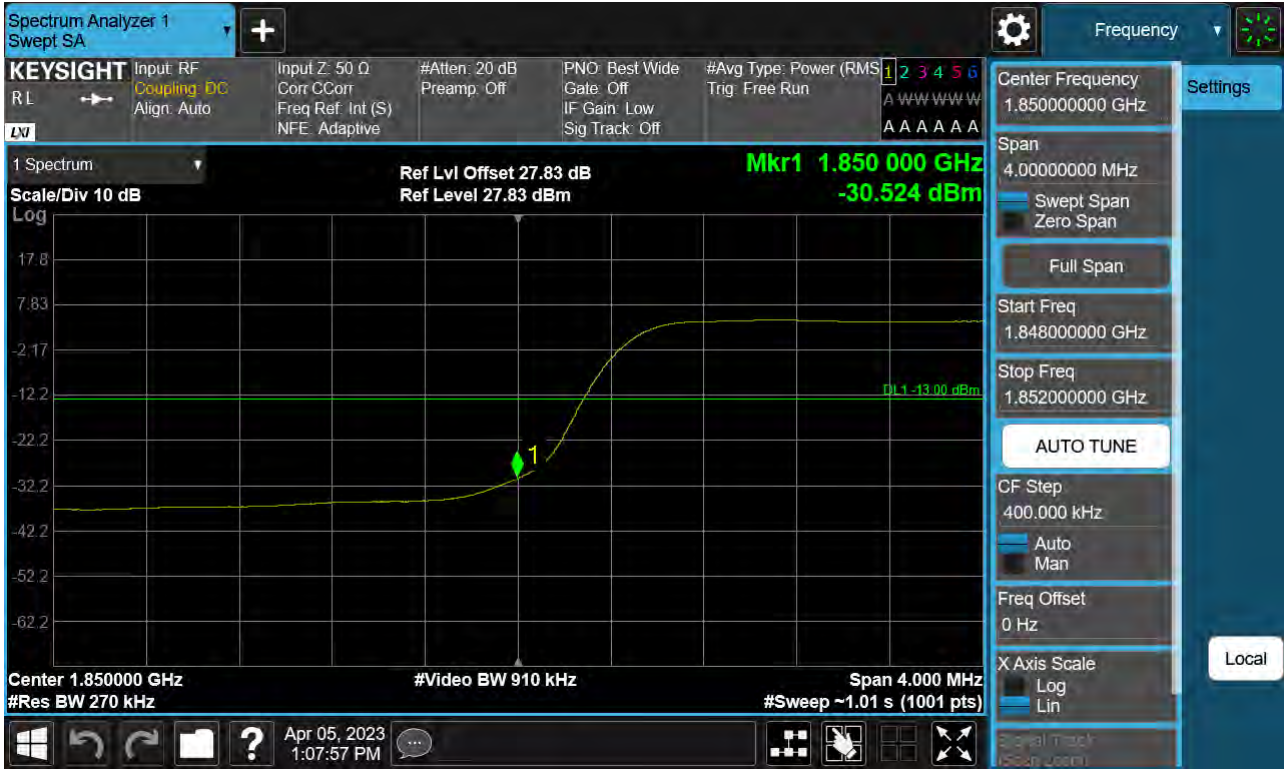 Spectrum Analyzer 1
Swept SA
Frequency
KEYSIGHT
R L
LXI
Input: RF
Coupling: DC
Align: Auto
Input Z: 50 Ω
Corr CCorr
Freq Ref: Int (S)
NFE: Adaptive
#Atten: 20 dB
Preamp: Off
PNO: Best Wide
Gate: Off
IF Gain: Low
Sig Track: Off
#Avg Type: Power (RMS
Trig: Free Run
1 2 3 4 5 6
A W W W W W
A A A A A A
1 Spectrum
Scale/Div 10 dB
Log
Ref Lvl Offset 27.83 dB
Ref Level 27.83 dBm
Mkr1 1.850 000 GHz
-30.524 dBm
17.8
7.83
-2.17
-12.2
-22.2
-32.2
-42.2
-52.2
-62.2
DL1 -13.00 dBm
1
Center 1.850000 GHz
#Res BW 270 kHz
#Video BW 910 kHz
Span 4.000 MHz
#Sweep ~1.01 s (1001 pts)
Center Frequency
1.850000000 GHz
Settings
Span
4.00000000 MHz
Swept Span
Zero Span
Full Span
Start Freq
1.848000000 GHz
Stop Freq
1.852000000 GHz
AUTO TUNE
CF Step
400.000 kHz
Auto
Man
Freq Offset
0 Hz
X Axis Scale
Log
Lin
Signal Track
(Span Zoom)
Local
Apr 05, 2023
1:07:57 PM